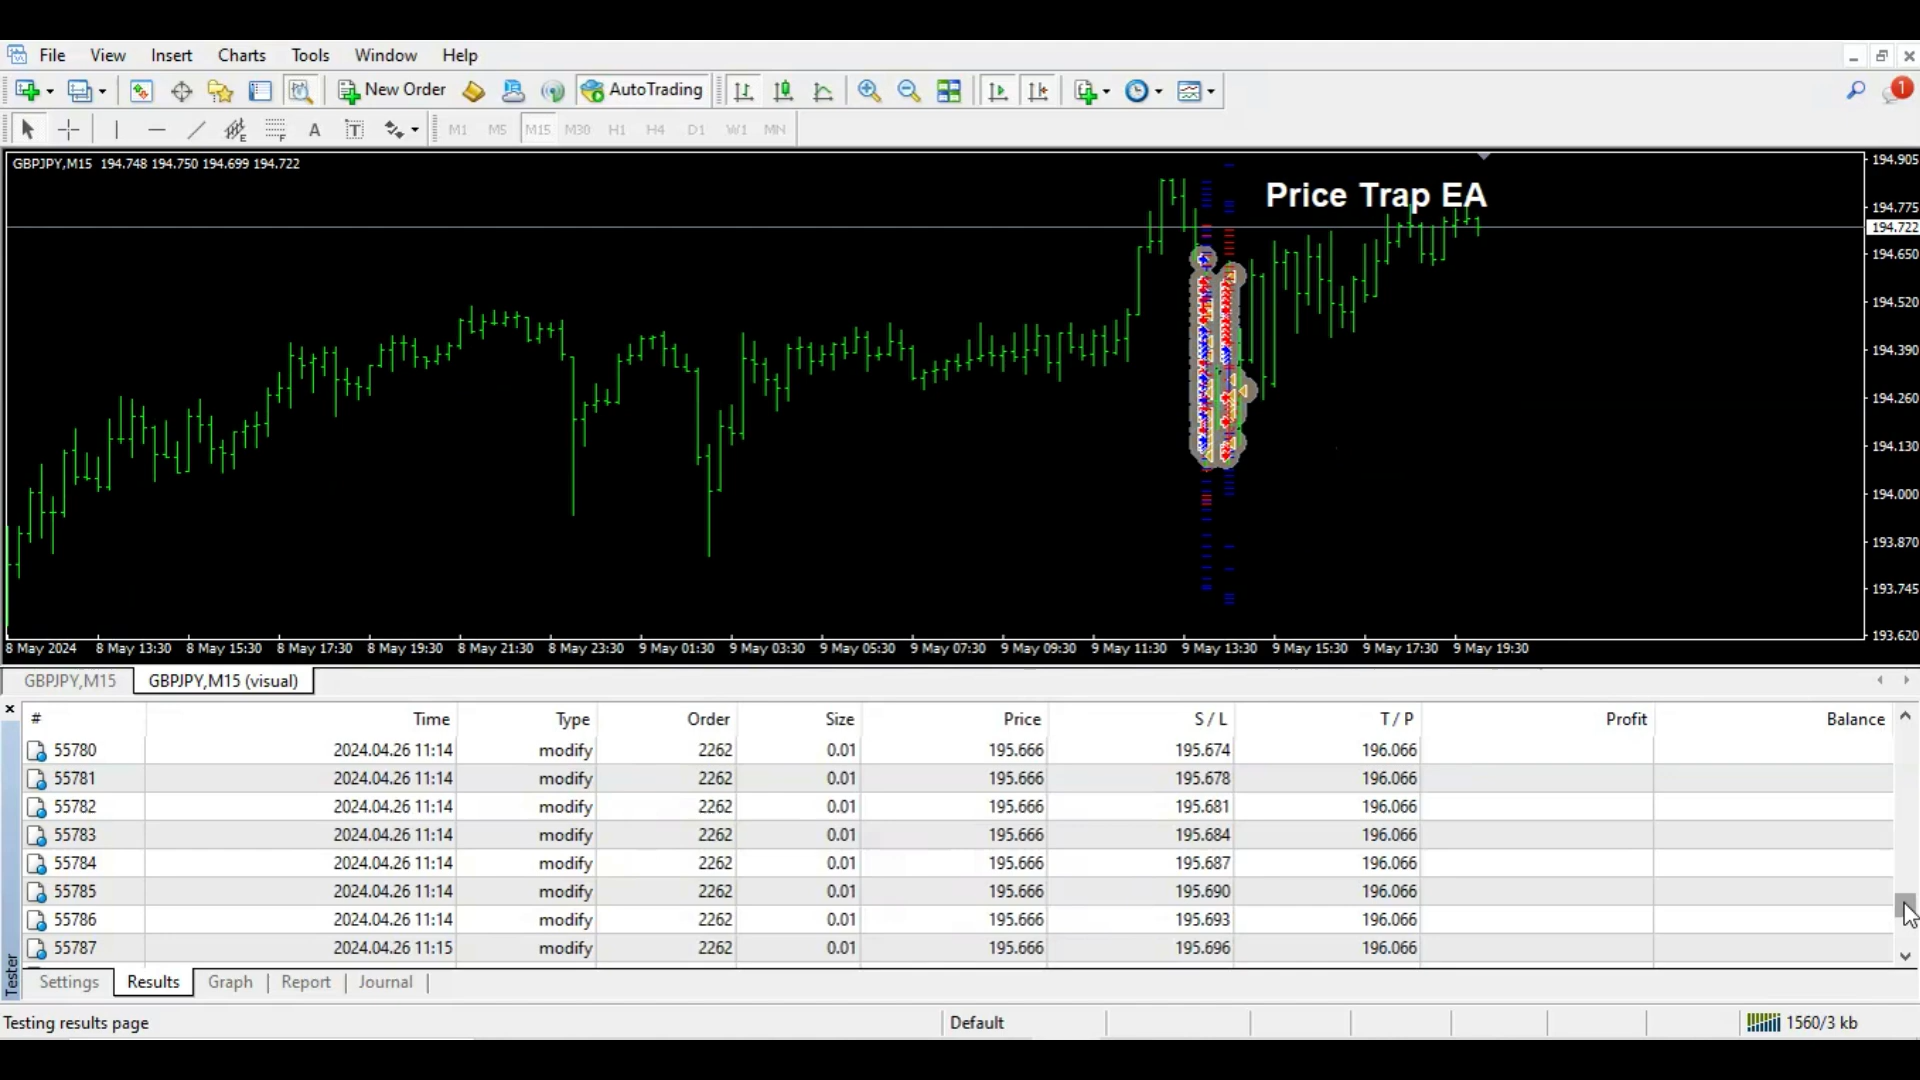 File View Insert Charts Tools Window Help
New Order AutoTrading 1
E F A T M1 M5 M15 M30 H1 H4 D1 W1 MN
GBPJPY,M15 194.748 194.750 194.699 194.722
Price Trap EA
194.905
194.775
194.722
194.650
194.520
194.390
194.260
194.130
194.000
193.870
193.745
193.620
8 May 2024 8 May 13:30 8 May 15:30 8 May 17:30 8 May 19:30 8 May 21:30 8 May 23:30 9 May 01:30 9 May 03:30 9 May 05:30 9 May 07:30 9 May 09:30 9 May 11:30 9 May 13:30 9 May 15:30 9 May 17:30 9 May 19:30
GBPJPY,M15 GBPJPY,M15 (visual)
# Time Type Order Size Price S / L T / P Profit Balance
55780 2024.04.26 11:14 modify 2262 0.01 195.666 195.674 196.066
55781 2024.04.26 11:14 modify 2262 0.01 195.666 195.678 196.066
55782 2024.04.26 11:14 modify 2262 0.01 195.666 195.681 196.066
55783 2024.04.26 11:14 modify 2262 0.01 195.666 195.684 196.066
55784 2024.04.26 11:14 modify 2262 0.01 195.666 195.687 196.066
55785 2024.04.26 11:14 modify 2262 0.01 195.666 195.690 196.066
55786 2024.04.26 11:14 modify 2262 0.01 195.666 195.693 196.066
55787 2024.04.26 11:15 modify 2262 0.01 195.666 195.696 196.066
Tester
Settings Results Graph Report Journal
Testing results page Default 1560/3 kb